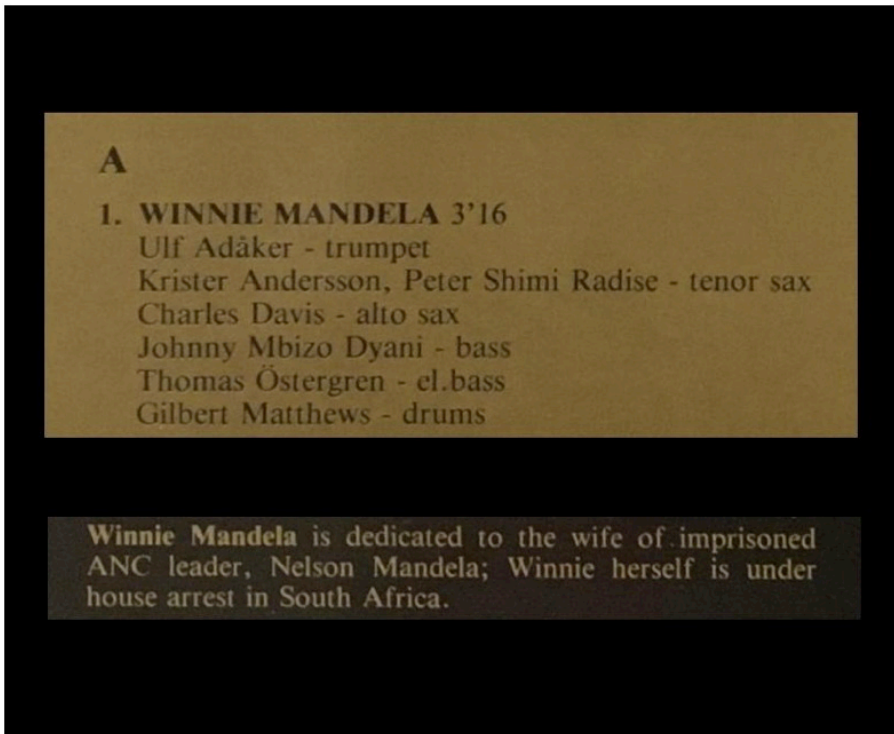 A
1. WINNIE MANDELA 3'16
Ulf Adåker - trumpet
Krister Andersson, Peter Shimi Radise - tenor sax
Charles Davis - alto sax
Johnny Mbizo Dyani - bass
Thomas Östergren - el.bass
Gilbert Matthews - drums
Winnie Mandela is dedicated to the wife of imprisoned
ANC leader, Nelson Mandela; Winnie herself is under
house arrest in South Africa.